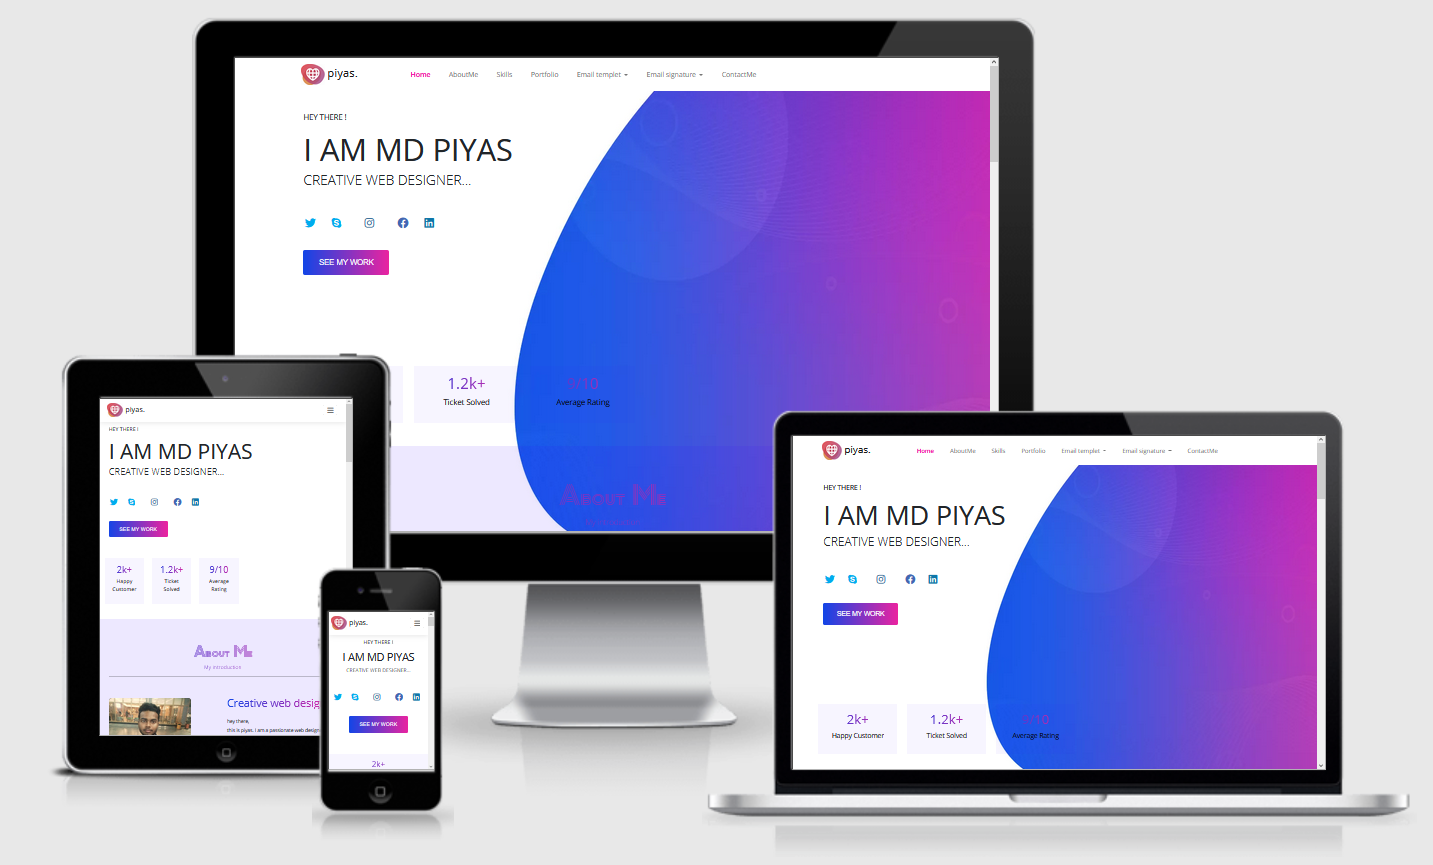 piyas.
Home AboutMe Skills Portfolio Email templet Email signature ContactMe
HEY THERE !
I AM MD PIYAS
CREATIVE WEB DESIGNER...
SEE MY WORK
1.2k+ 9/10
Ticket Solved Average Rating
About Me
piyas.
HEY THERE !
I AM MD PIYAS
CREATIVE WEB DESIGNER...
SEE MY WORK
2k+ 1.2k+ 9/10
Happy Ticket Average
Customer Solved Rating
About Me
My Introduction
Creative web desig
hey there,
this is piyas. I am a passionate web design
piyas.
HEY THERE !
I AM MD PIYAS
CREATIVE WEB DESIGNER...
SEE MY WORK
2k+
piyas.
Home AboutMe Skills Portfolio Email templet Email signature ContactMe
HEY THERE !
I AM MD PIYAS
CREATIVE WEB DESIGNER...
SEE MY WORK
2k+ 1.2k+ 9/10
Happy Customer Ticket Solved Average Rating